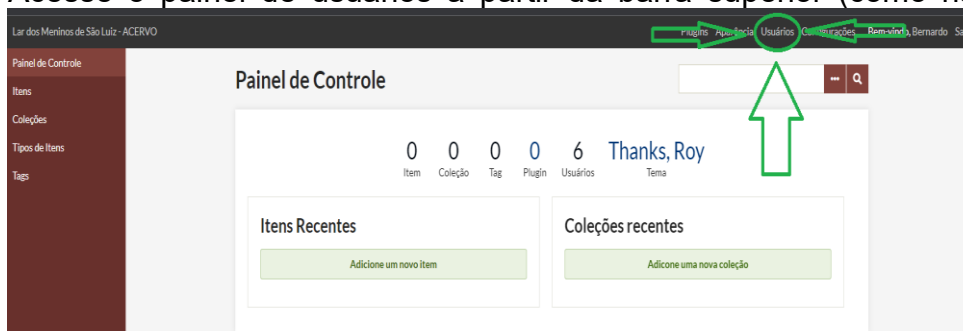 Acesse o painel de usuários a partir da barra superior (como
Lar dos Meninos de São Luiz - ACERVO
Plugins Aparência Usuários Configurações Bem-vindo, Bernardo
Painel de Controle
Itens
Coleções
Tipos de Itens
Tags
Painel de Controle
0 0 0 0 6 Thanks, Roy
Item Coleção Tag Plugin Usuários Tema
Itens Recentes
Adicione um novo item
Coleções recentes
Adicone uma nova coleção